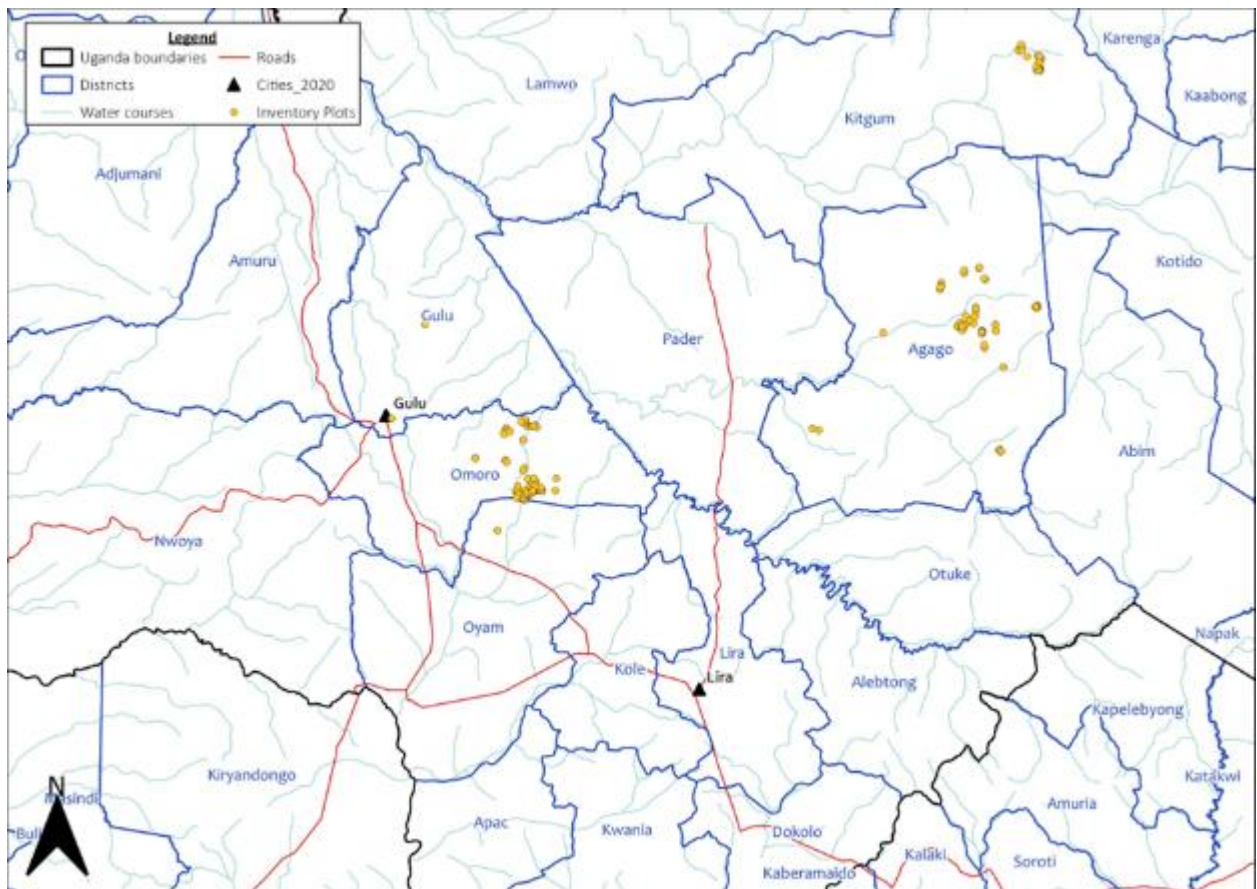 Legend
Uganda boundaries
Roads
Districts
Cities_2020
Water courses
Inventory Plots
Karenga
Lamwo
Kaabong
Kitgum
Adjumani
Amuru
Kotido
Gulu
Pader
Agago
Gulu
Abim
Omoro
Nwoya
Otuke
Oyam
Napak
Lira
Kole
Lira
Alebtong
Kapelebyong
Kiryandongo
Katakwi
N
Amuria
Apac
Kwania
Dokolo
Kalaki
Soroti
Kaberamaido